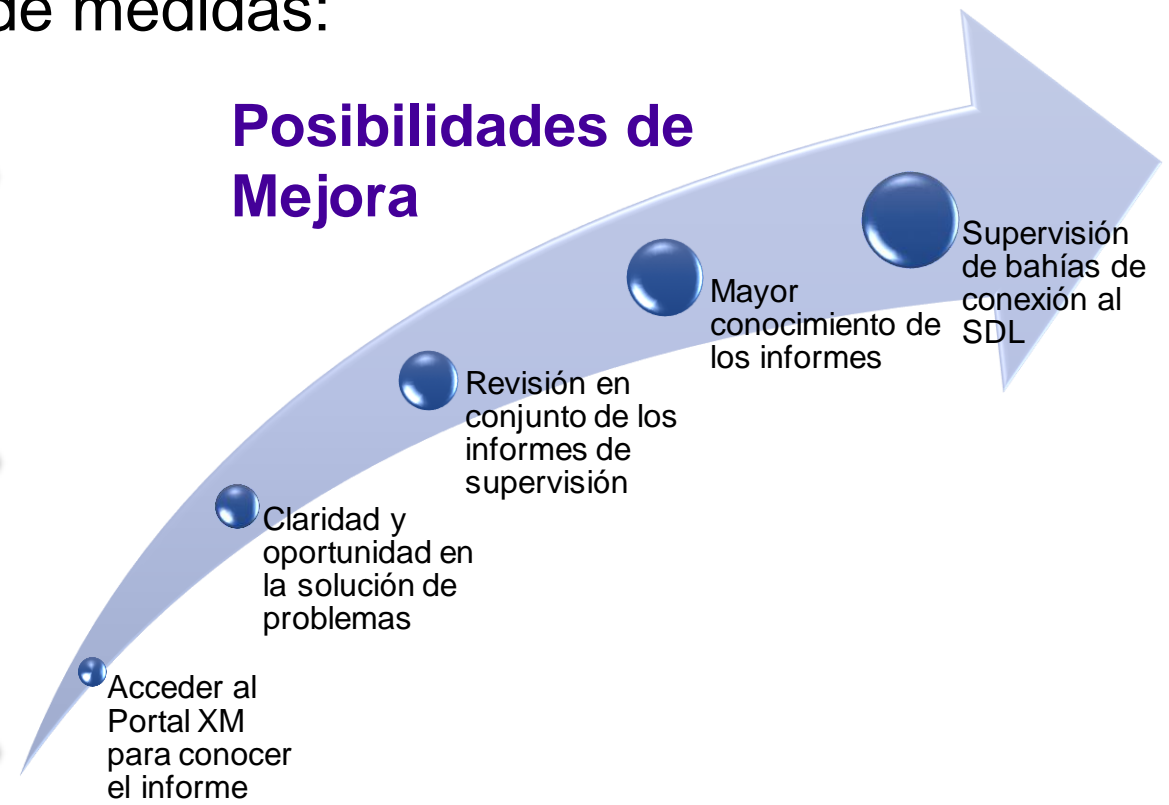 de medidas:
Posibilidades de
Mejora
Supervisión
de bahías de
conexión al
SDL
Mayor
conocimiento de
los informes
Revisión en
conjunto de los
informes de
supervisión
Claridad y
oportunidad en
la solución de
problemas
Acceder al
Portal XM
para conocer
el informe